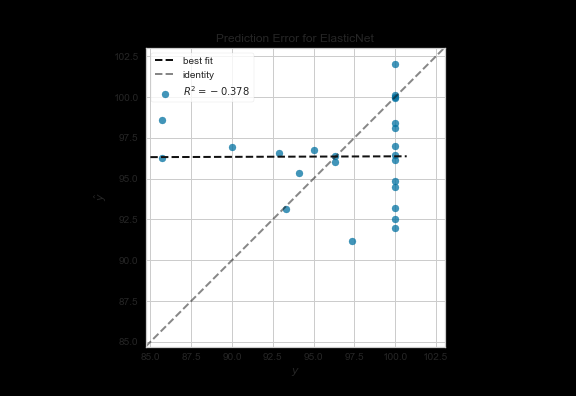 Prediction Error for ElasticNet
best fit
identity
R² = −0.378
102.5
100.0
97.5
95.0
92.5
90.0
87.5
85.0
ŷ
85.0 87.5 90.0 92.5 95.0 97.5 100.0 102.5
y